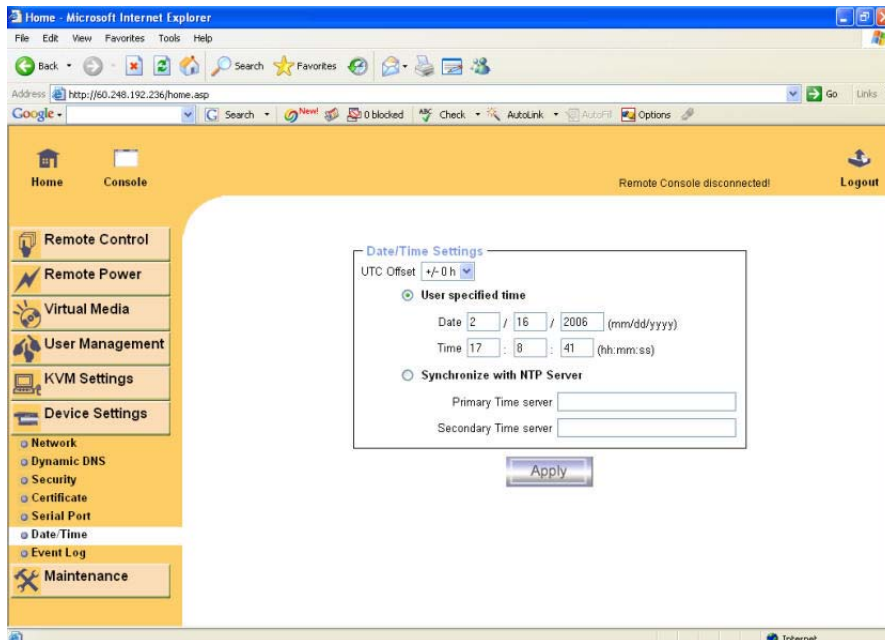 Home - Microsoft Internet Explorer
File Edit View Favorites Tools Help
Back Search Favorites
Address http://60.248.192.236/home.asp Go Links
Google Search New! 0 blocked ABC Check AutoLink AutoFill Options
Home Console Remote Console disconnected! Logout
Remote Control
Remote Power
Virtual Media
User Management
KVM Settings
Device Settings
Network
Dynamic DNS
Security
Certificate
Serial Port
Date/Time
Event Log
Maintenance
Date/Time Settings
UTC Offset +/- 0 h
User specified time
Date 2 / 16 / 2006 (mm/dd/yyyy)
Time 17 : 8 : 41 (hh:mm:ss)
Synchronize with NTP Server
Primary Time server
Secondary Time server
Apply
Internet